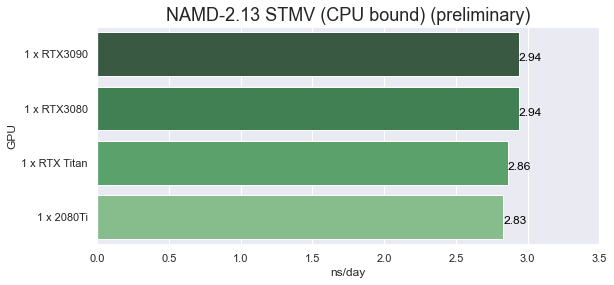 NAMD-2.13 STMV (CPU bound) (preliminary)
GPU
1 x RTX3090
2.94
1 x RTX3080
2.94
1 x RTX Titan
2.86
1 x 2080Ti
2.83
0.0 0.5 1.0 1.5 2.0 2.5 3.0 3.5
ns/day